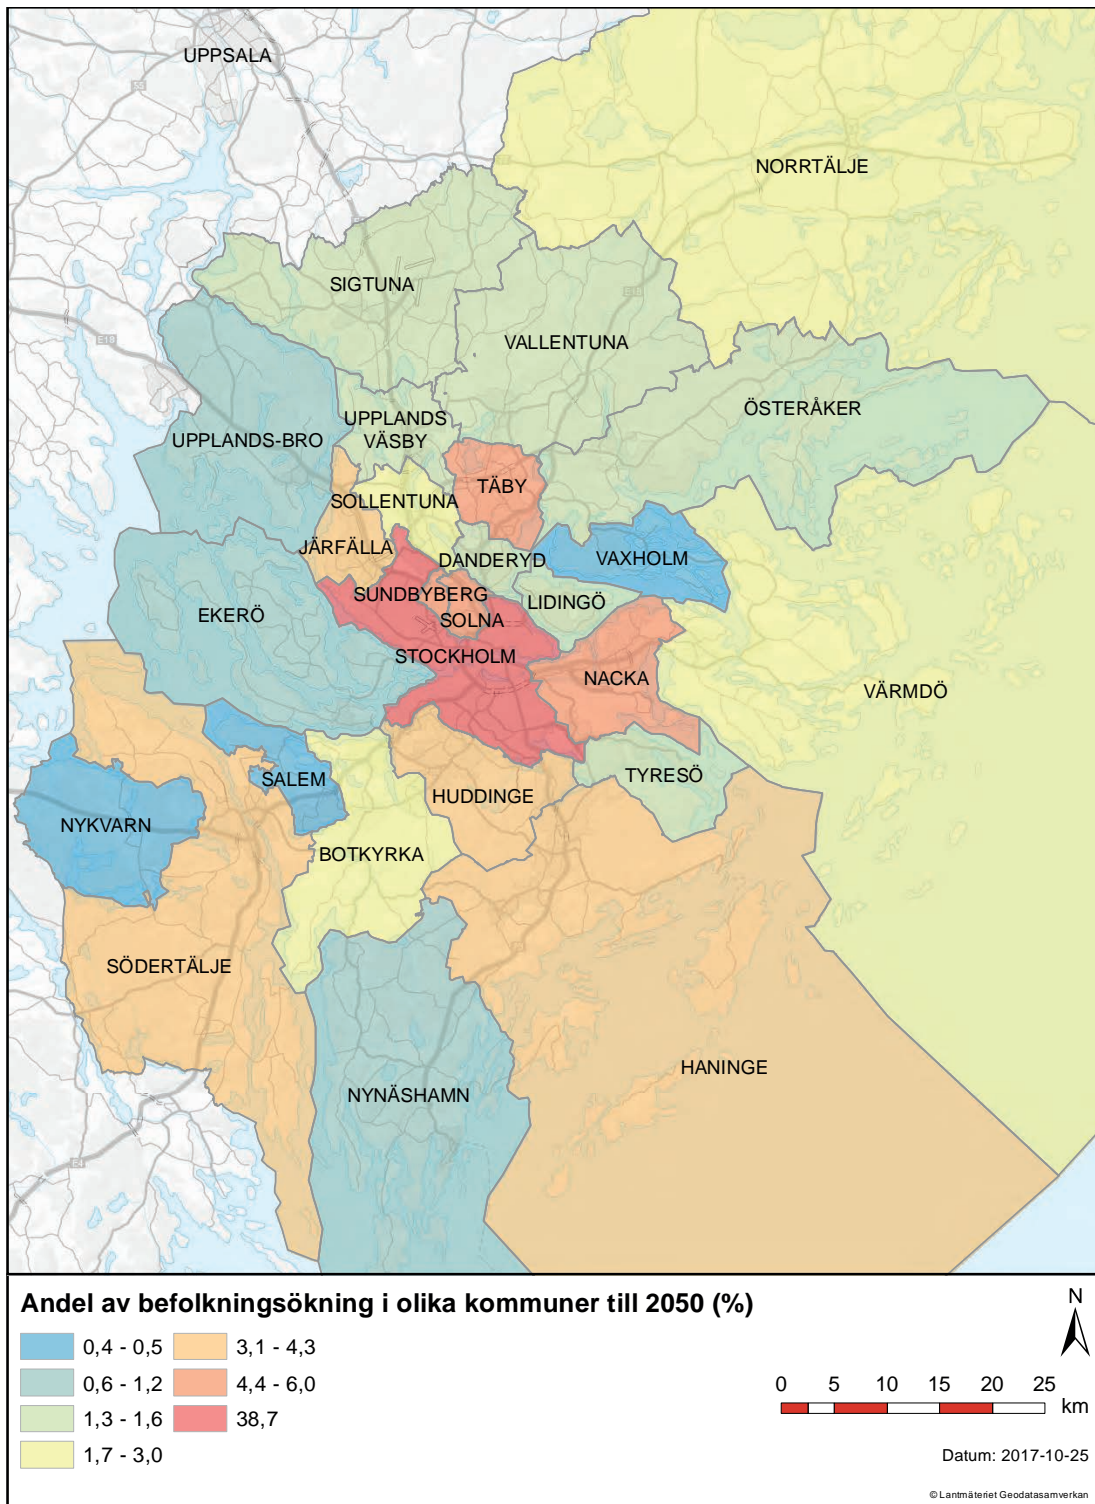 UPPSALA
NORRTÄLJE
SIGTUNA
E18
VALLENTUNA
E18
ÖSTERÅKER
UPPLANDS
VÄSBY
UPPLANDS-BRO
TÄBY
SOLLENTUNA
JÄRFÄLLA
DANDERYD
VAXHOLM
SUNDBYBERG
LIDINGÖ
EKERÖ
SOLNA
STOCKHOLM
NACKA
VÄRMDÖ
TYRESÖ
SALEM
HUDDINGE
NYKVARN
BOTKYRKA
SÖDERTÄLJE
HANINGE
NYNÄSHAMN
E4
Andel av befolkningsökning i olika kommuner till 2050 (%)
0,4 - 0,5
0,6 - 1,2
1,3 - 1,6
1,7 - 3,0
3,1 - 4,3
4,4 - 6,0
38,7
N
0 5 10 15 20 25
km
Datum: 2017-10-25
© Lantmäteriet Geodatasamverkan